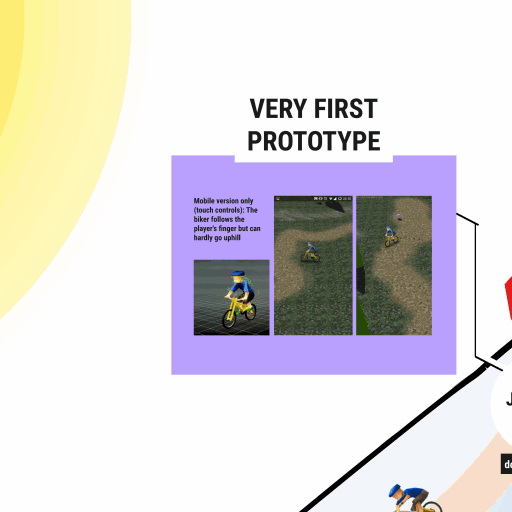 VERY FIRST
PROTOTYPE
Mobile version only
(touch controls): The
biker follows the
player's finger but can
hardly go uphill